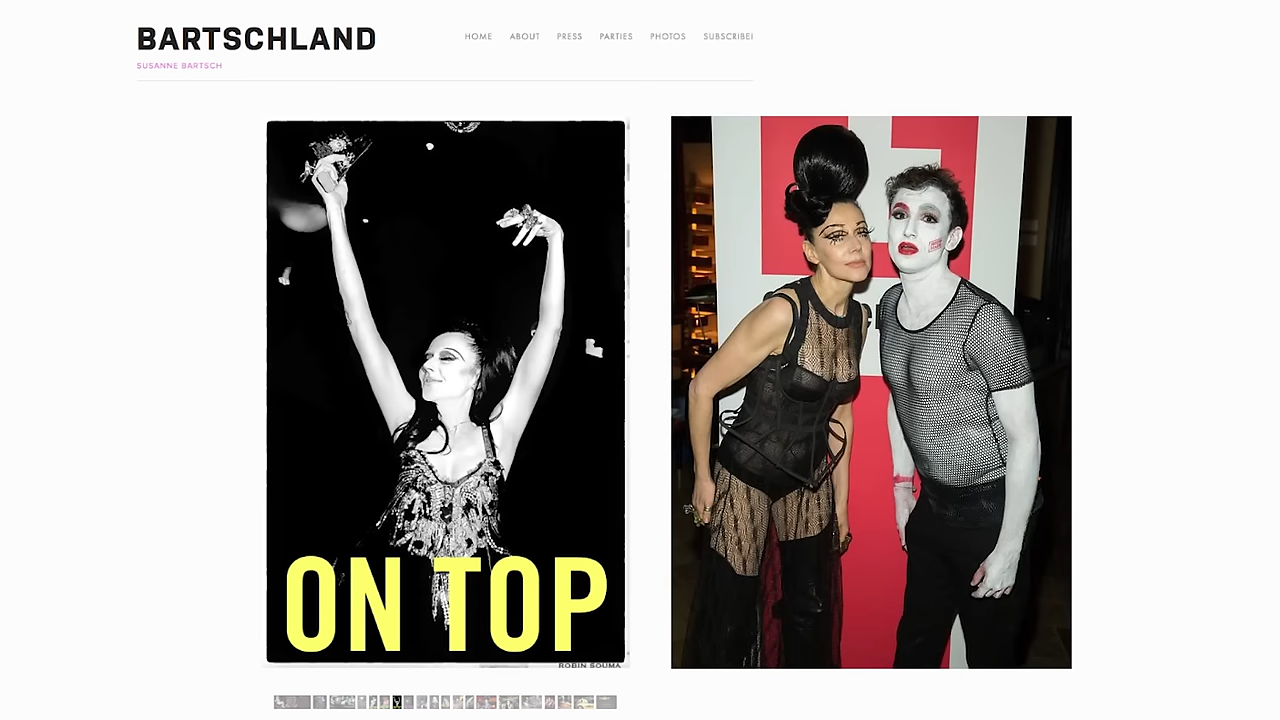 BARTSCHLAND
HOME ABOUT PRESS PARTIES PHOTOS SUBSCRIBE!
SUSANNE BARTSCH
ON TOP
ROBIN SOUMA